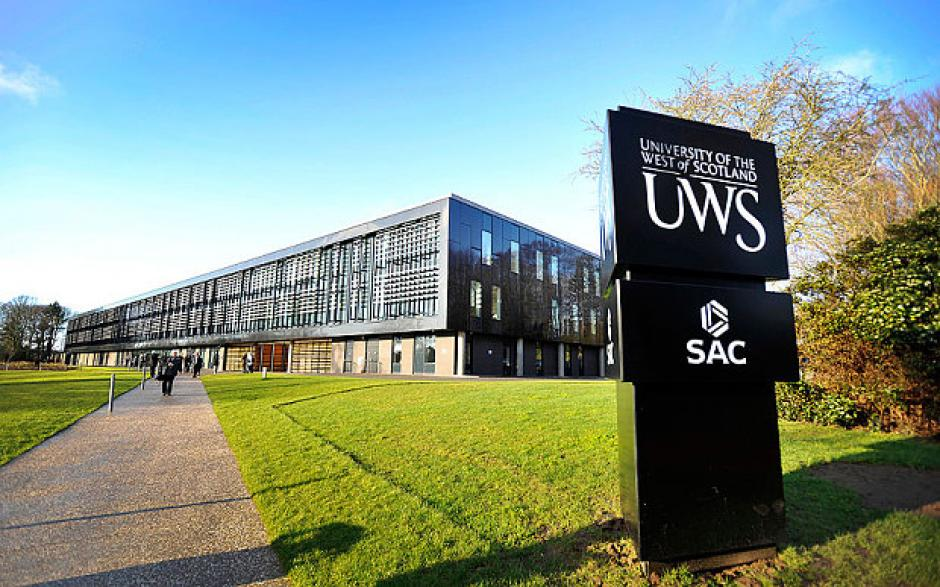 UNIVERSITY OF THE
WEST of SCOTLAND
UWS
SAC